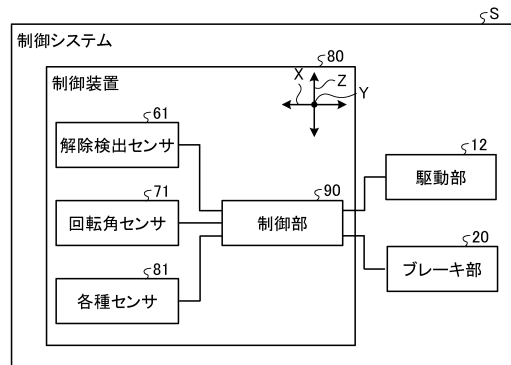 S
制御システム
80
制御装置
X
Z
Y
61
解除検出センサ
12
駆動部
71
回転角センサ
90
制御部
20
ブレーキ部
81
各種センサ